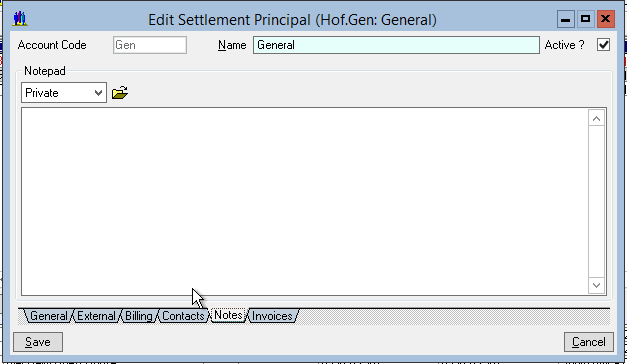 Edit Settlement Principal (Hof.Gen: General)
Account Code Gen Name General Active ?
Notepad
Private
General External Billing Contacts Notes Invoices
Save Cancel